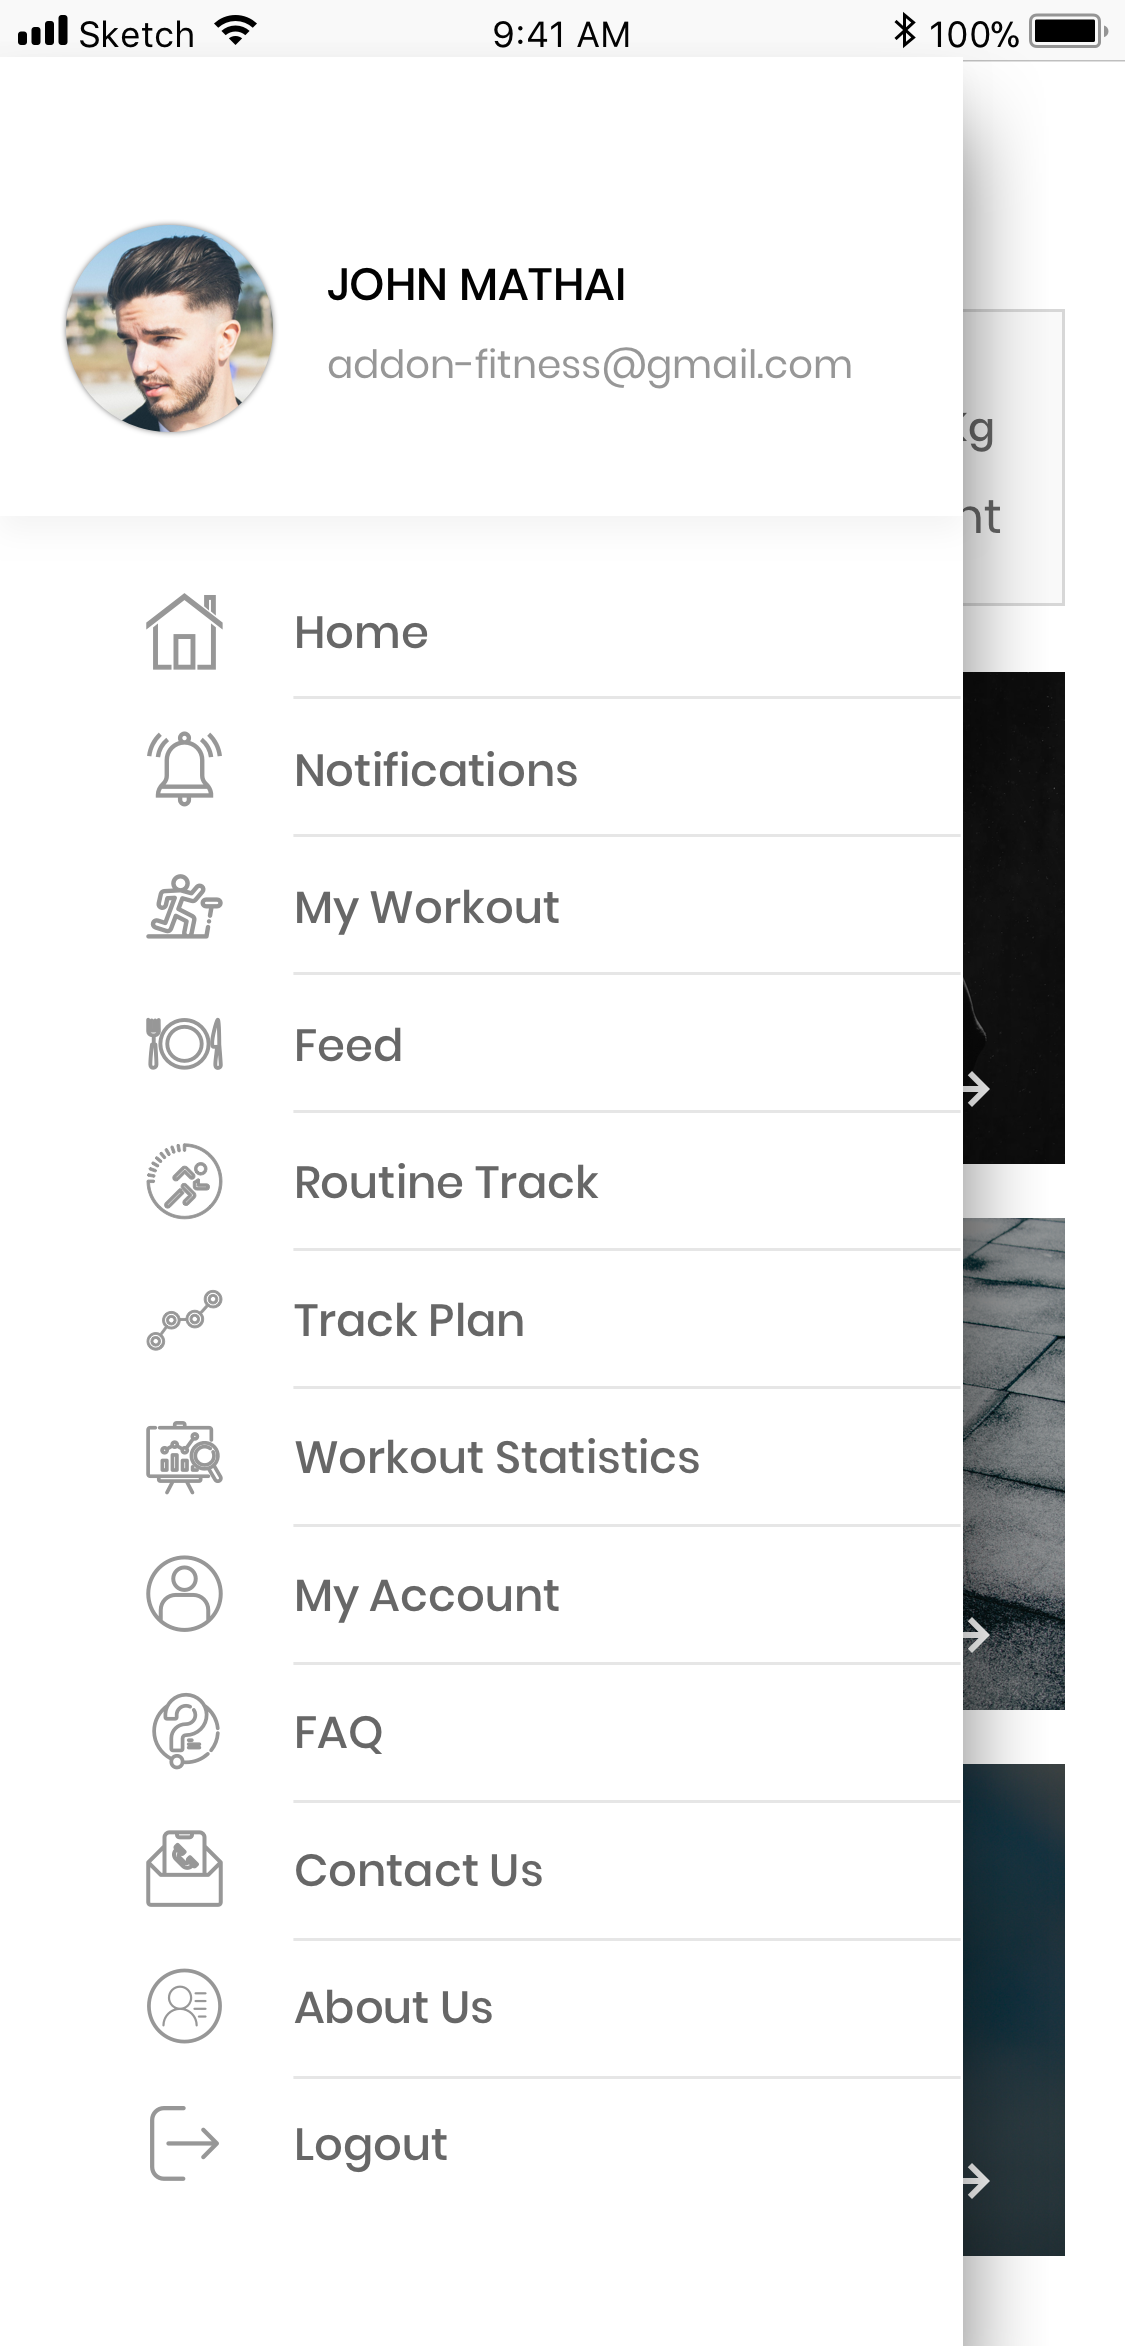 Sketch 9:41 AM 100%
JOHN MATHAI
addon-fitness@gmail.com
Kg
nt
Home
Notifications
My Workout
Feed
Routine Track
Track Plan
Workout Statistics
My Account
FAQ
Contact Us
About Us
Logout